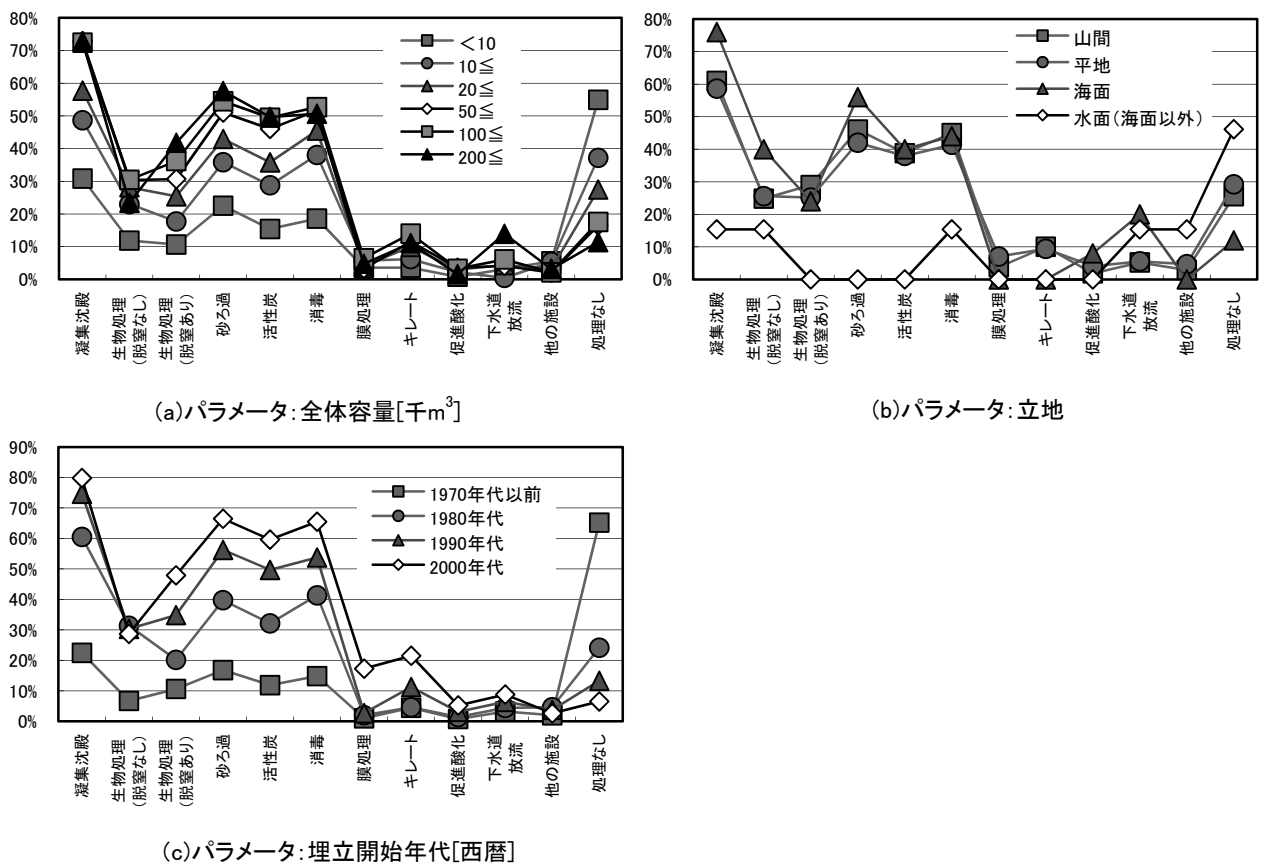 80%
70%
60%
50%
40%
30%
20%
10%
0%
<10
10≦
20≦
50≦
100≦
200≦
凝集沈殿
生物処理
(脱窒なし)
生物処理
(脱窒あり)
砂ろ過
活性炭
消毒
膜処理
キレート
促進酸化
下水道
放流
他の施設
処理なし
(a)パラメータ:全体容量[千m³]
80%
70%
60%
50%
40%
30%
20%
10%
0%
山間
平地
海面
水面(海面以外)
凝集沈殿
生物処理
(脱窒なし)
生物処理
(脱窒あり)
砂ろ過
活性炭
消毒
膜処理
キレート
促進酸化
下水道
放流
他の施設
処理なし
(b)パラメータ:立地
90%
80%
70%
60%
50%
40%
30%
20%
10%
0%
1970年代以前
1980年代
1990年代
2000年代
凝集沈殿
生物処理
(脱窒なし)
生物処理
(脱窒あり)
砂ろ過
活性炭
消毒
膜処理
キレート
促進酸化
下水道
放流
他の施設
処理なし
(c)パラメータ:埋立開始年代[西暦]